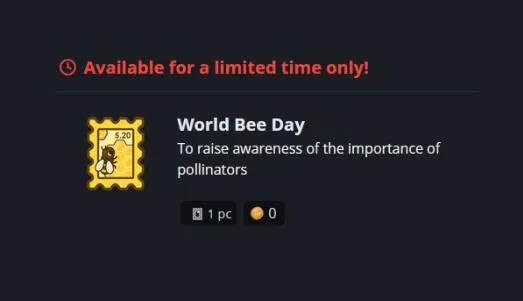 Available for a limited time only!
5.20
World Bee Day
To raise awareness of the importance of
pollinators
1 pc
0